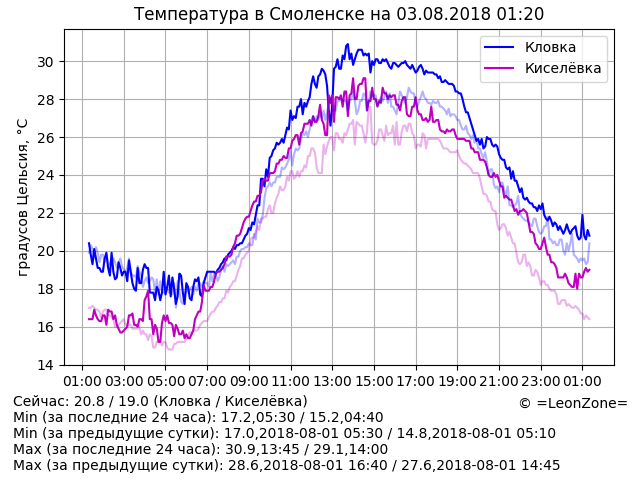 Температура в Смоленске на 03.08.2018 01:20
Кловка
Киселёвка
градусов Цельсия, °C
30
28
26
24
22
20
18
16
14
01:00 03:00 05:00 07:00 09:00 11:00 13:00 15:00 17:00 19:00 21:00 23:00 01:00
Сейчас: 20.8 / 19.0 (Кловка / Киселёвка)
© =LeonZone=
Min (за последние 24 часа): 17.2,05:30 / 15.2,04:40
Min (за предыдущие сутки): 17.0,2018-08-01 05:30 / 14.8,2018-08-01 05:10
Max (за последние 24 часа): 30.9,13:45 / 29.1,14:00
Max (за предыдущие сутки): 28.6,2018-08-01 16:40 / 27.6,2018-08-01 14:45